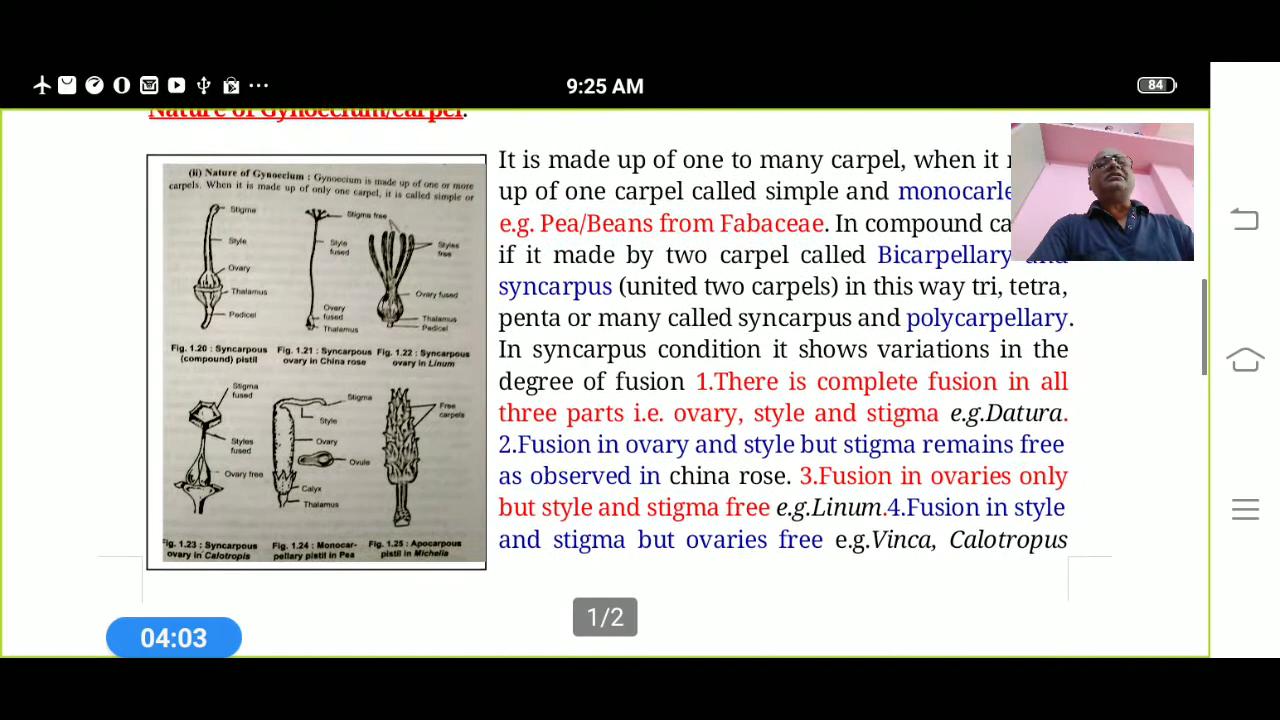 9:25 AM
84
Nature of Gynoecium/carpel.
(ii) Nature of Gynoecium : Gynoecium is made up of one or more
carpels. When it is made up of only one carpel, it is called simple or
Stigma
Style
Ovary
Thalamus
Pedicel
Fig. 1.20 : Syncarpous
(compound) pistil
Stigma free
Style
fused
Overy
fused
Thalamus
Fig. 1.21 : Syncarpous
ovary in China rose
Styles
free
Ovary fused
Thalamus
Pedicel
Fig. 1.22 : Syncarpous
ovary in Linum
Stigma
fused
Styles
fused
Ovary free
Fig. 1.23 : Syncarpous
ovary in Calotropis
Stigma
Style
Ovary
Ovule
Calyx
Thalamus
Fig. 1.24 : Monocar-
pellary pistil in Pea
Free
carpels
Fig. 1.25 : Apocarpous
pistil in Michelia
It is made up of one to many carpel, when it
up of one carpel called simple and monocarle
e.g. Pea/Beans from Fabaceae. In compound ca
if it made by two carpel called Bicarpellary and
syncarpus (united two carpels) in this way tri, tetra,
penta or many called syncarpus and polycarpellary.
In syncarpus condition it shows variations in the
degree of fusion 1.There is complete fusion in all
three parts i.e. ovary, style and stigma e.g.Datura.
2.Fusion in ovary and style but stigma remains free
as observed in china rose. 3.Fusion in ovaries only
but style and stigma free e.g.Linum.4.Fusion in style
and stigma but ovaries free e.g.Vinca, Calotropus
1/2
04:03